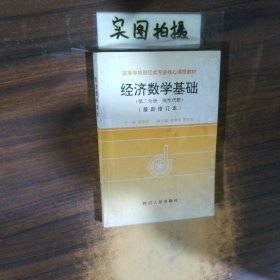 实图拍摄
高等学校财经类专业核心课程教材
经济数学基础
(第二分册 线性代数)
(最新修订本)
四川人民出版社